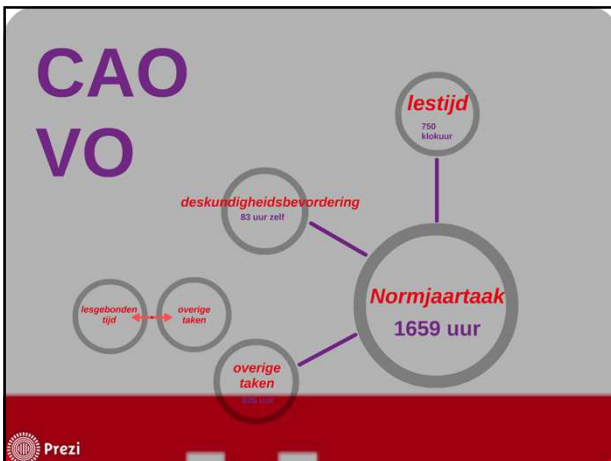 CAO
VO
lestijd
750
klokuur
deskundigheidsbevordering
83 uur zelf
Normjaartaak
1659 uur
lesgebonden
tijd
overige
taken
overige
taken
Prezi